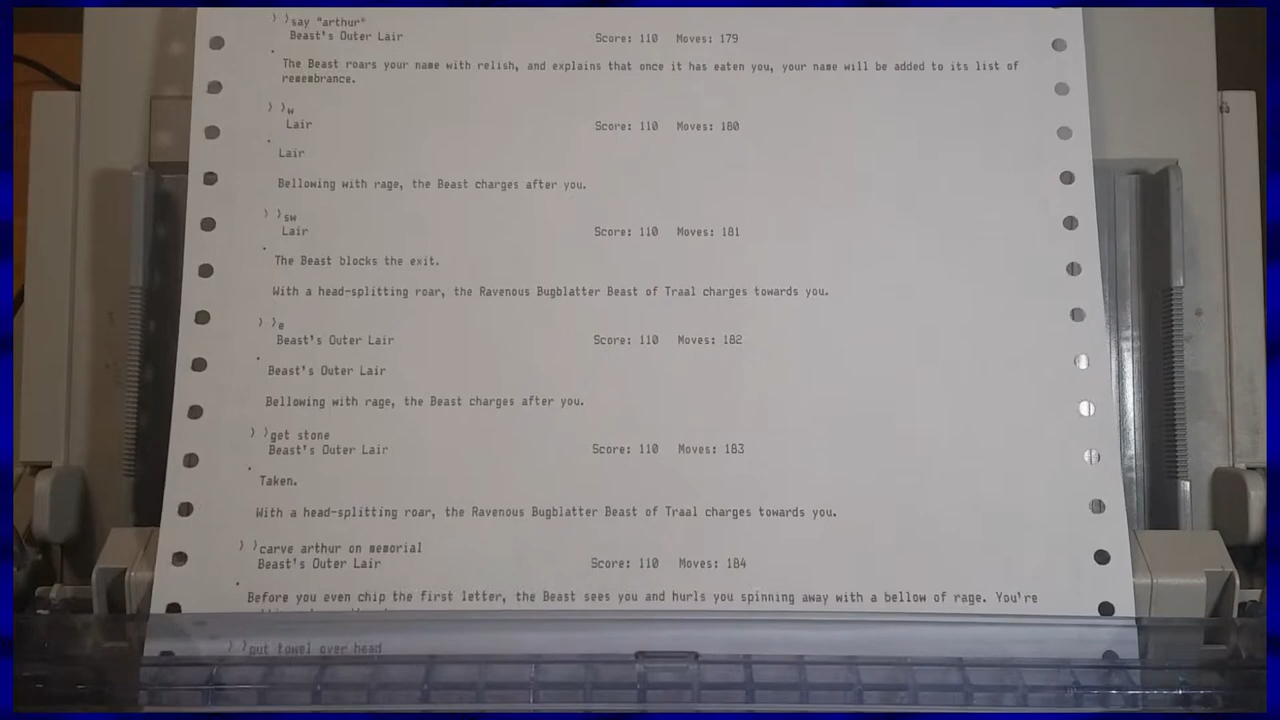 > >say "arthur"
Beast's Outer Lair Score: 110 Moves: 179
The Beast roars your name with relish, and explains that once it has eaten you, your name will be added to its list of
remembrance.
> >w
Lair Score: 110 Moves: 180
Lair
Bellowing with rage, the Beast charges after you.
> >sw
Lair Score: 110 Moves: 181
The Beast blocks the exit.
With a head-splitting roar, the Ravenous Bugblatter Beast of Traal charges towards you.
> >e
Beast's Outer Lair Score: 110 Moves: 182
Beast's Outer Lair
Bellowing with rage, the Beast charges after you.
> >get stone
Beast's Outer Lair Score: 110 Moves: 183
Taken.
With a head-splitting roar, the Ravenous Bugblatter Beast of Traal charges towards you.
> >carve arthur on memorial
Beast's Outer Lair Score: 110 Moves: 184
Before you even chip the first letter, the Beast sees you and hurls you spinning away with a bellow of rage. You're
> >put towel over head